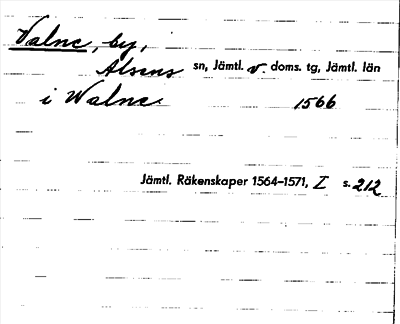 Valne, by,
Alsens sn, Jämtl. v. doms. tg, Jämtl. län
i Walne 1566
Jämtl. Räkenskaper 1564–1571, I s. 212